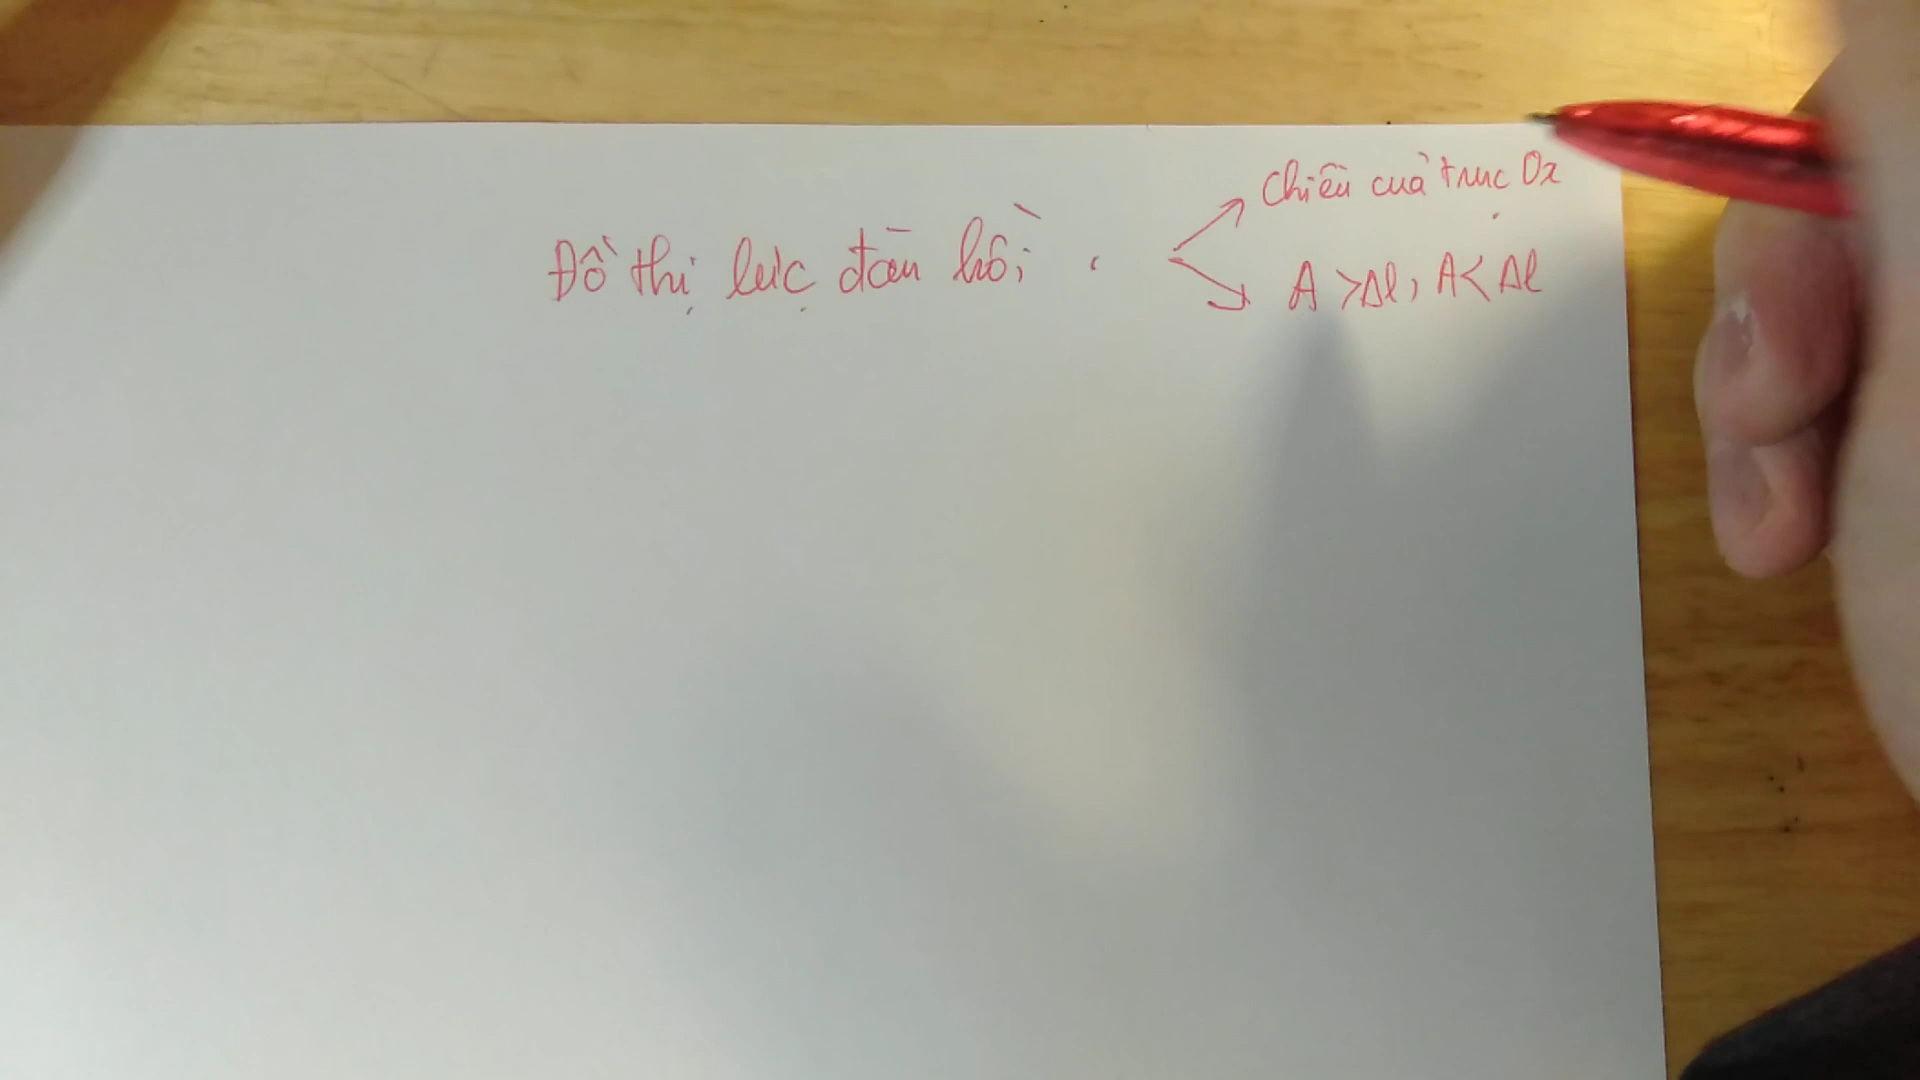 Đồ thị lực đàn hồi
Chiều của trục Ox
A > Δl, A < Δl